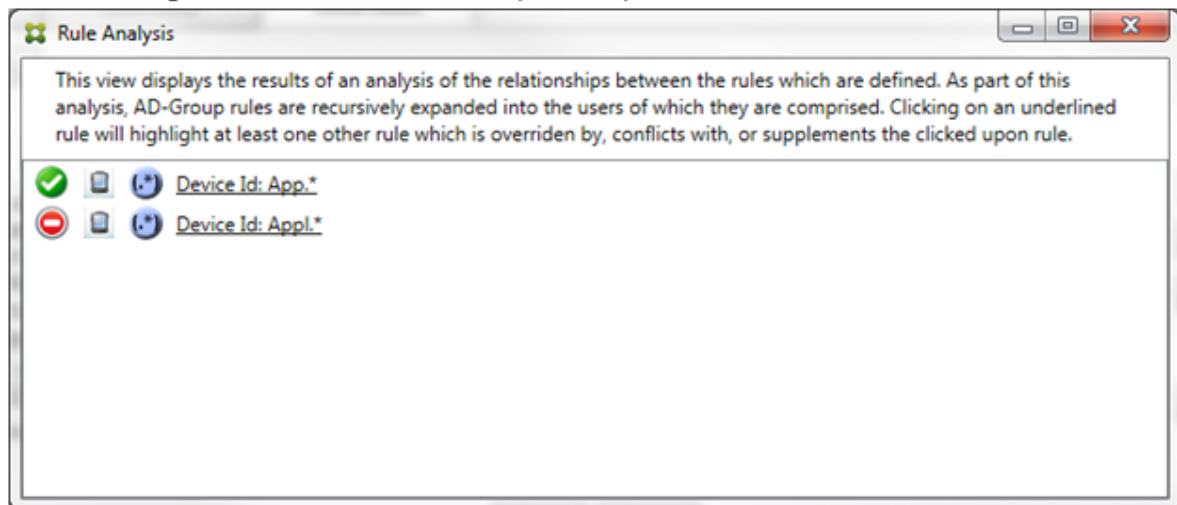 Rule Analysis
This view displays the results of an analysis of the relationships between the rules which are defined. As part of this
analysis, AD-Group rules are recursively expanded into the users of which they are comprised. Clicking on an underlined
rule will highlight at least one other rule which is overriden by, conflicts with, or supplements the clicked upon rule.
(.*) Device Id: App.*
(.*) Device Id: Appl.*